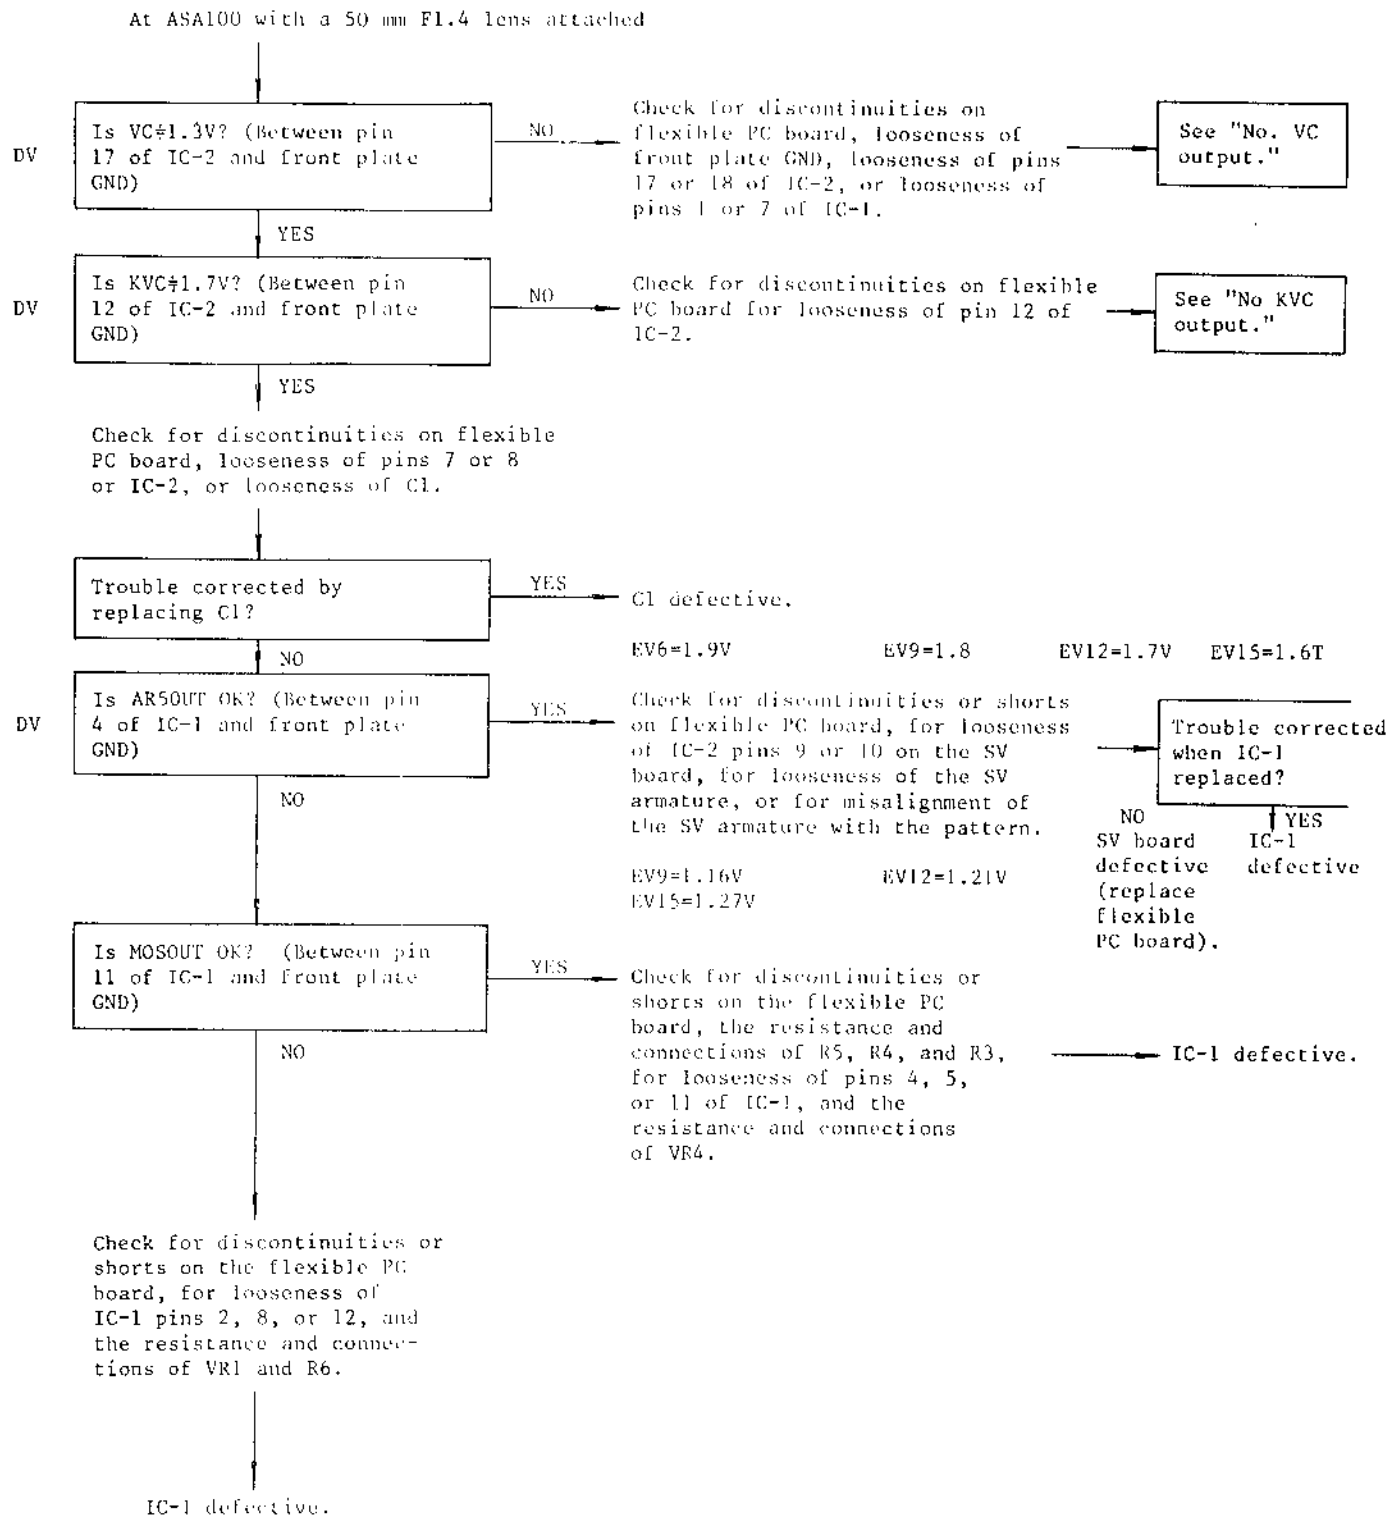 At ASA100 with a 50 mm F1.4 lens attached
DV
Is VC≑1.3V? (Between pin
17 of IC-2 and front plate
GND)
NO
Check for discontinuities on
flexible PC board, looseness of
front plate GND, looseness of pins
17 or 18 of IC-2, or looseness of
pins 1 or 7 of IC-1.
See "No. VC
output."
YES
DV
Is KVC≑1.7V? (Between pin
12 of IC-2 and front plate
GND)
NO
Check for discontinuities on flexible
PC board for looseness of pin 12 of
IC-2.
See "No KVC
output."
YES
Check for discontinuities on flexible
PC board, looseness of pins 7 or 8
or IC-2, or looseness of C1.
Trouble corrected by
replacing C1?
YES
C1 defective.
NO
EV6=1.9V EV9=1.8 EV12=1.7V EV15=1.6T
DV
Is AR5OUT OK? (Between pin
4 of IC-1 and front plate
GND)
YES
Check for discontinuities or shorts
on flexible PC board, for looseness
of IC-2 pins 9 or 10 on the SV
board, for looseness of the SV
armature, or for misalignment of
the SV armature with the pattern.
Trouble corrected
when IC-1
replaced?
NO
SV board
defective
(replace
flexible
PC board).
YES
IC-1
defective
NO
EV9=1.16V EV12=1.21V
EV15=1.27V
Is MOSOUT OK? (Between pin
11 of IC-1 and front plate
GND)
YES
Check for discontinuities or
shorts on the flexible PC
board, the resistance and
connections of R5, R4, and R3,
for looseness of pins 4, 5,
or 11 of IC-1, and the
resistance and connections
of VR4.
IC-1 defective.
NO
Check for discontinuities or
shorts on the flexible PC
board, for looseness of
IC-1 pins 2, 8, or 12, and
the resistance and connec-
tions of VR1 and R6.
IC-1 defective.